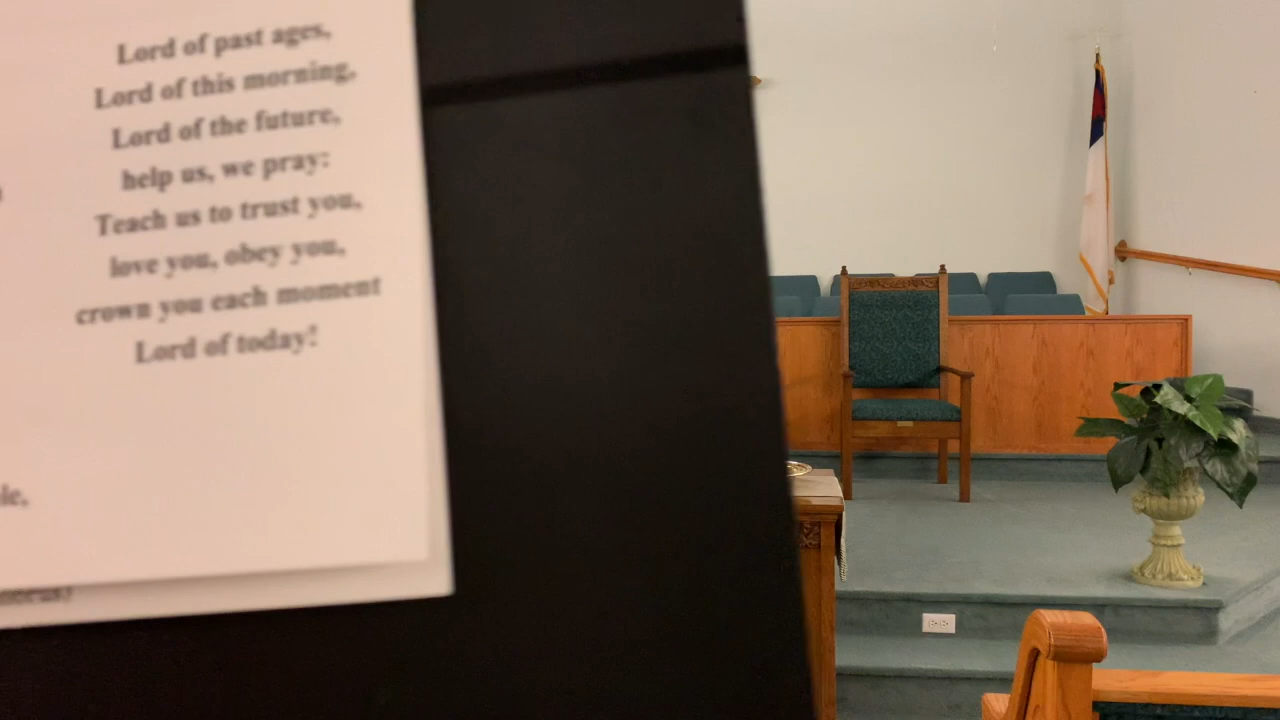 Lord of past ages,
Lord of this morning,
Lord of the future,
help us, we pray:
Teach us to trust you,
love you, obey you,
crown you each moment
Lord of today!